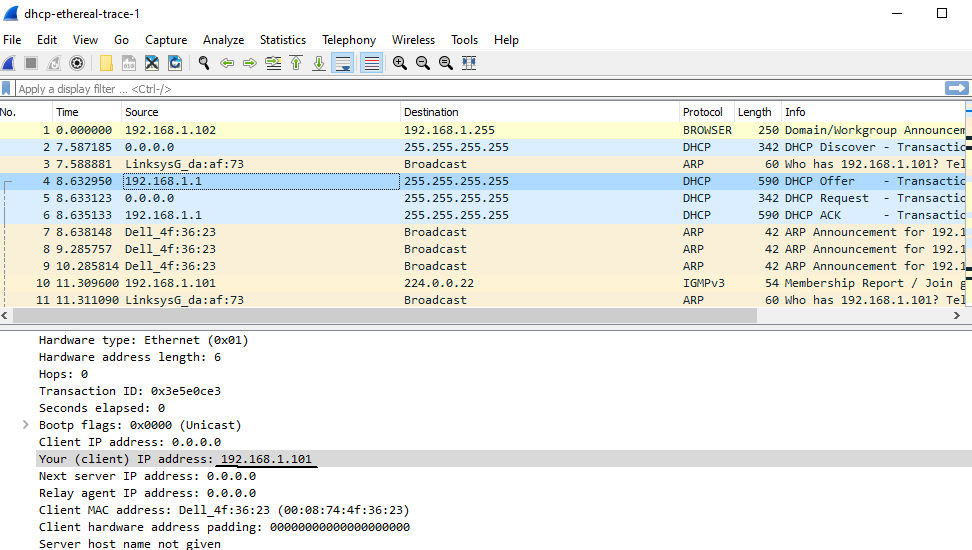 dhcp-ethereal-trace-1
File Edit View Go Capture Analyze Statistics Telephony Wireless Tools Help
Apply a display filter ... <Ctrl-/>
No. Time Source Destination Protocol Length Info
1 0.000000 192.168.1.102 192.168.1.255 BROWSER 250 Domain/Workgroup Announcem
2 7.587185 0.0.0.0 255.255.255.255 DHCP 342 DHCP Discover - Transactio
3 7.588881 LinksysG_da:af:73 Broadcast ARP 60 Who has 192.168.1.101? Tel
4 8.632950 192.168.1.1 255.255.255.255 DHCP 590 DHCP Offer - Transactio
5 8.633123 0.0.0.0 255.255.255.255 DHCP 342 DHCP Request - Transactio
6 8.635133 192.168.1.1 255.255.255.255 DHCP 590 DHCP ACK - Transactio
7 8.638148 Dell_4f:36:23 Broadcast ARP 42 ARP Announcement for 192.1
8 9.285757 Dell_4f:36:23 Broadcast ARP 42 ARP Announcement for 192.1
9 10.285814 Dell_4f:36:23 Broadcast ARP 42 ARP Announcement for 192.1
10 11.309600 192.168.1.101 224.0.0.22 IGMPv3 54 Membership Report / Join g
11 11.311090 LinksysG_da:af:73 Broadcast ARP 60 Who has 192.168.1.101? Tel
Hardware type: Ethernet (0x01)
Hardware address length: 6
Hops: 0
Transaction ID: 0x3e5e0ce3
Seconds elapsed: 0
Bootp flags: 0x0000 (Unicast)
Client IP address: 0.0.0.0
Your (client) IP address: 192.168.1.101
Next server IP address: 0.0.0.0
Relay agent IP address: 0.0.0.0
Client MAC address: Dell_4f:36:23 (00:08:74:4f:36:23)
Client hardware address padding: 00000000000000000000
Server host name not given